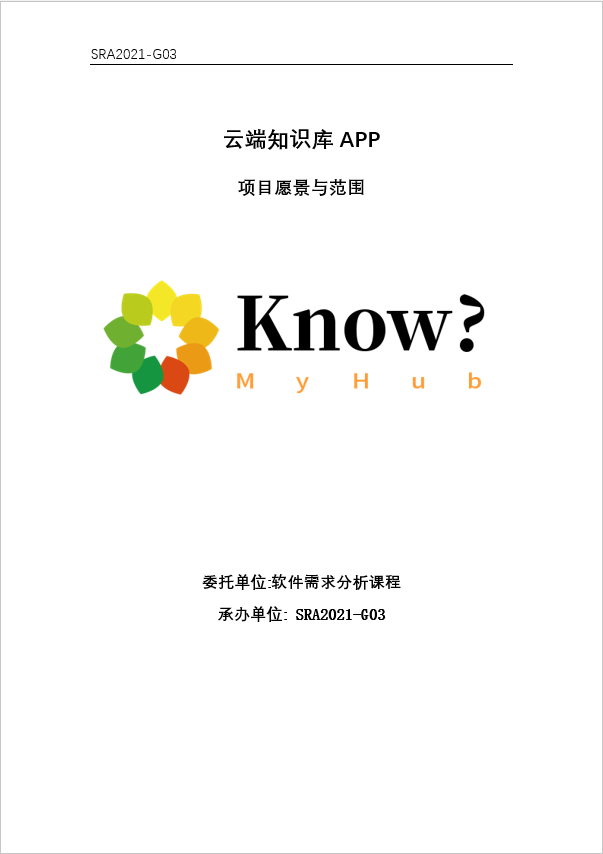 SRA2021-G03
云端知识库 APP
项目愿景与范围
Know?
MyHub
委托单位:软件需求分析课程
承办单位: SRA2021-G03